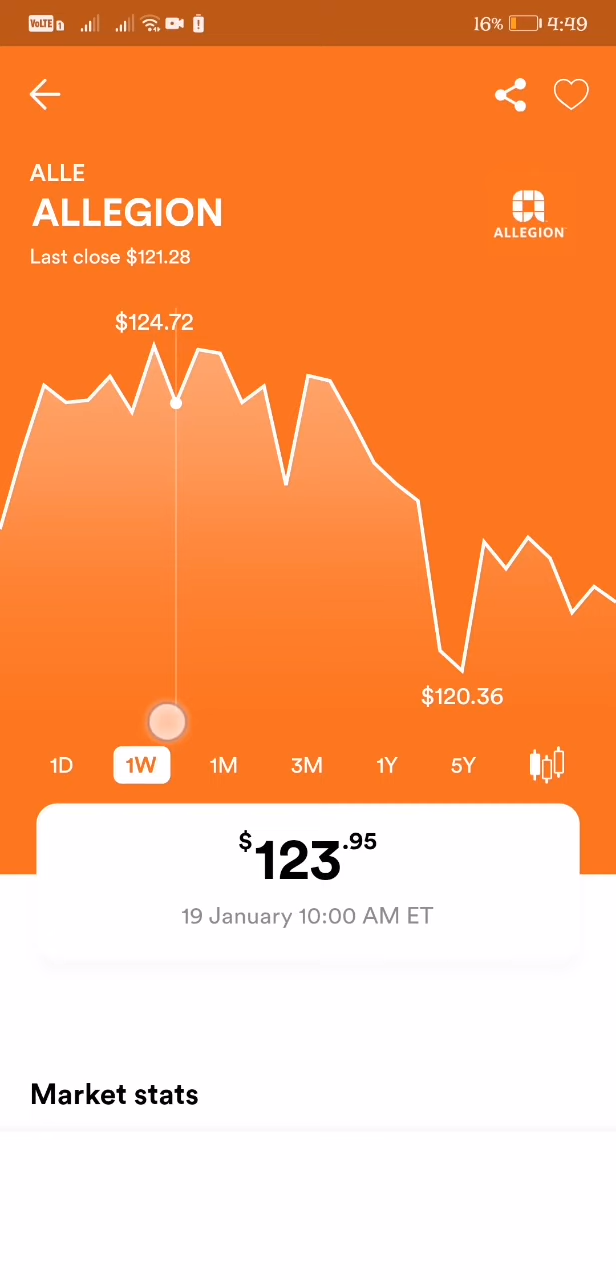 VoLTE 1 16% 4:49
ALLE
ALLEGION
ALLEGION
Last close $121.28
$124.72
$120.36
1D 1W 1M 3M 1Y 5Y
$123.95
19 January 10:00 AM ET
Market stats